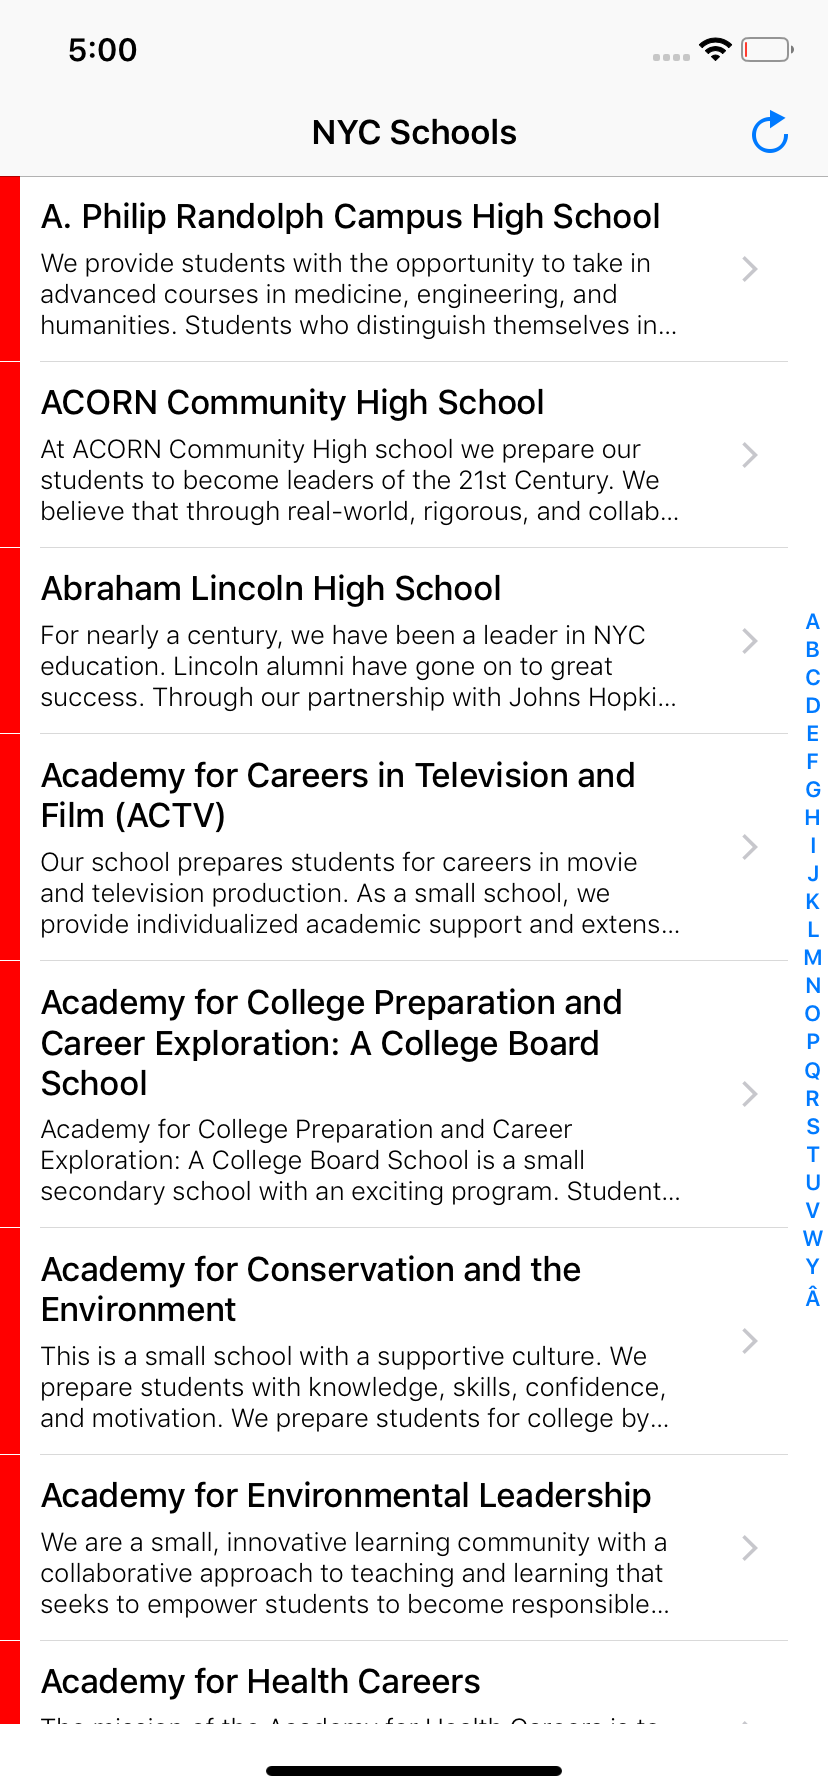 5:00
NYC Schools
A. Philip Randolph Campus High School
We provide students with the opportunity to take in
advanced courses in medicine, engineering, and
humanities. Students who distinguish themselves in...
ACORN Community High School
At ACORN Community High school we prepare our
students to become leaders of the 21st Century. We
believe that through real-world, rigorous, and collab...
Abraham Lincoln High School
For nearly a century, we have been a leader in NYC
education. Lincoln alumni have gone on to great
success. Through our partnership with Johns Hopki...
Academy for Careers in Television and
Film (ACTV)
Our school prepares students for careers in movie
and television production. As a small school, we
provide individualized academic support and extens...
Academy for College Preparation and
Career Exploration: A College Board
School
Academy for College Preparation and Career
Exploration: A College Board School is a small
secondary school with an exciting program. Student...
Academy for Conservation and the
Environment
This is a small school with a supportive culture. We
prepare students with knowledge, skills, confidence,
and motivation. We prepare students for college by...
Academy for Environmental Leadership
We are a small, innovative learning community with a
collaborative approach to teaching and learning that
seeks to empower students to become responsible...
Academy for Health Careers
The mission of the Academy for Health Careers is to
A
B
C
D
E
F
G
H
I
J
K
L
M
N
O
P
Q
R
S
T
U
V
W
Y
Â